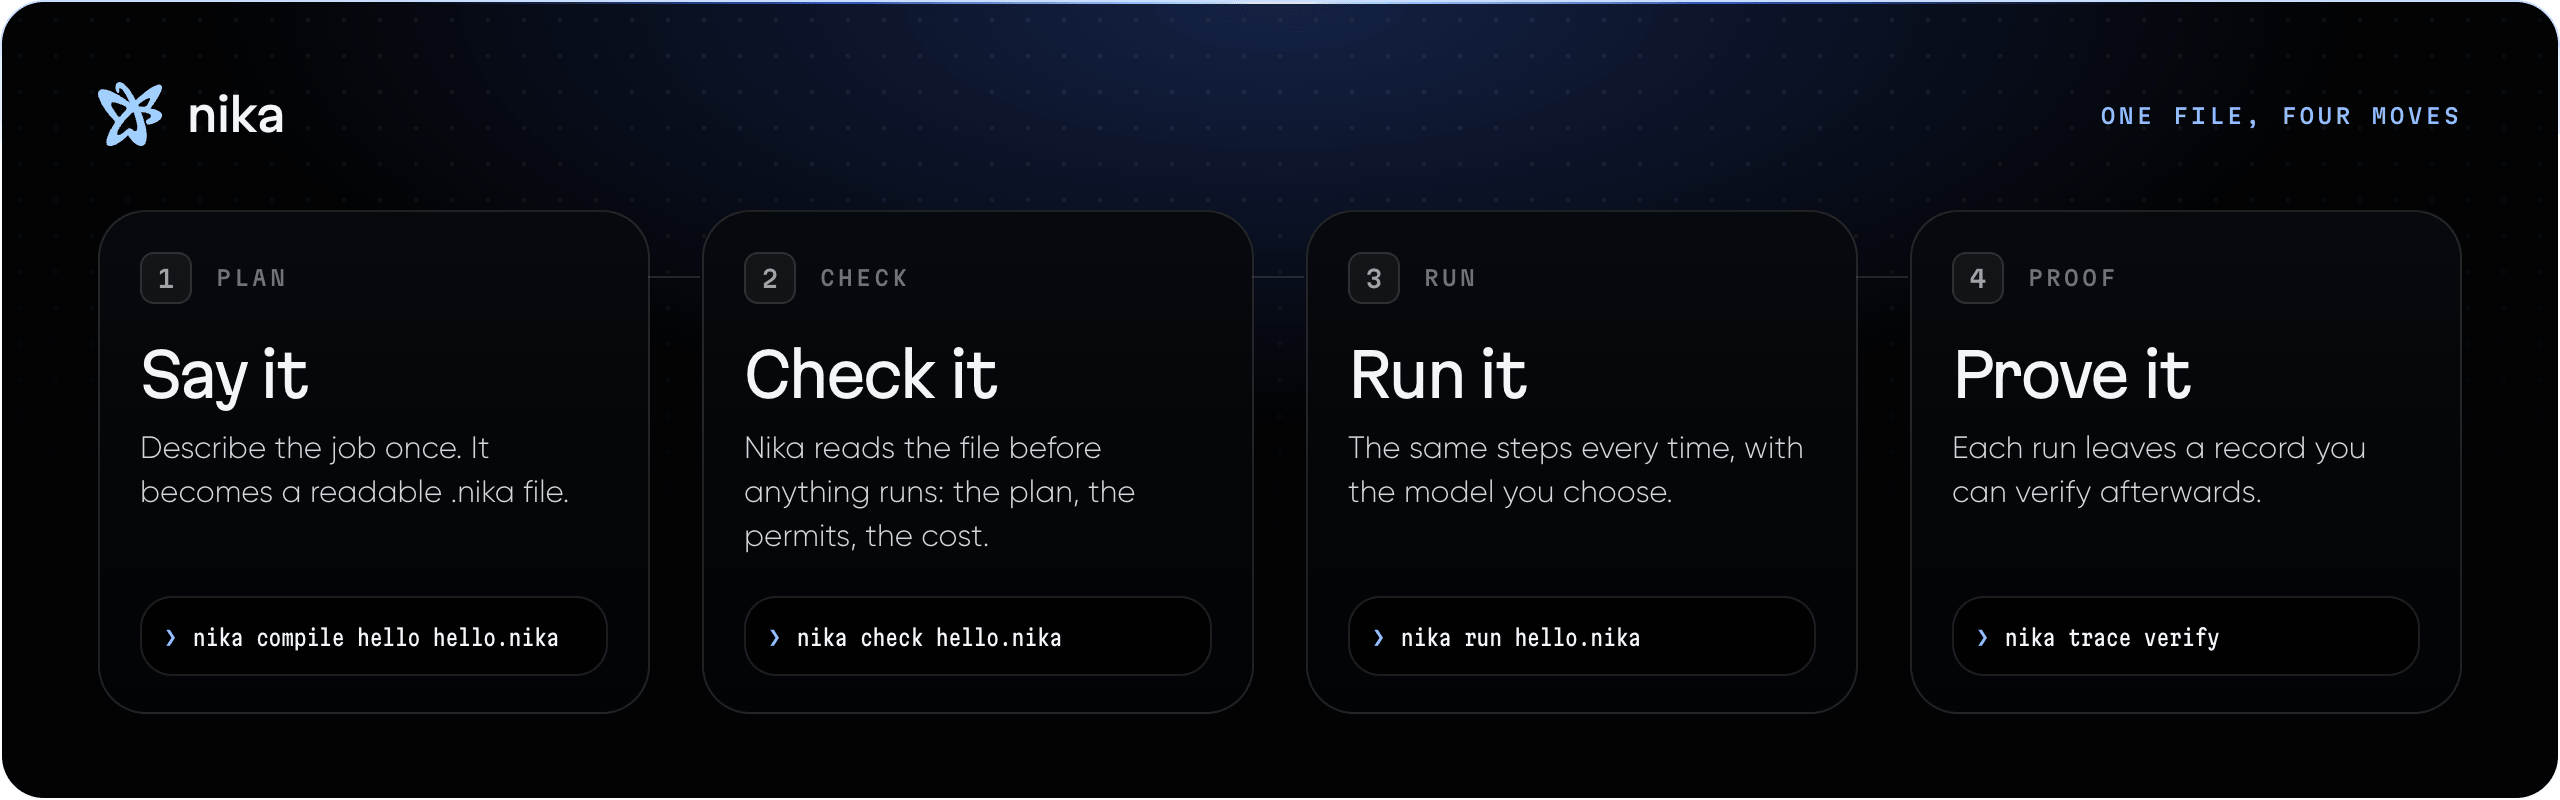 nika
ONE FILE, FOUR MOVES
1 PLAN
Say it
Describe the job once. It
becomes a readable .nika file.
❯ nika compile hello hello.nika
2 CHECK
Check it
Nika reads the file before
anything runs: the plan, the
permits, the cost.
❯ nika check hello.nika
3 RUN
Run it
The same steps every time, with
the model you choose.
❯ nika run hello.nika
4 PROOF
Prove it
Each run leaves a record you
can verify afterwards.
❯ nika trace verify